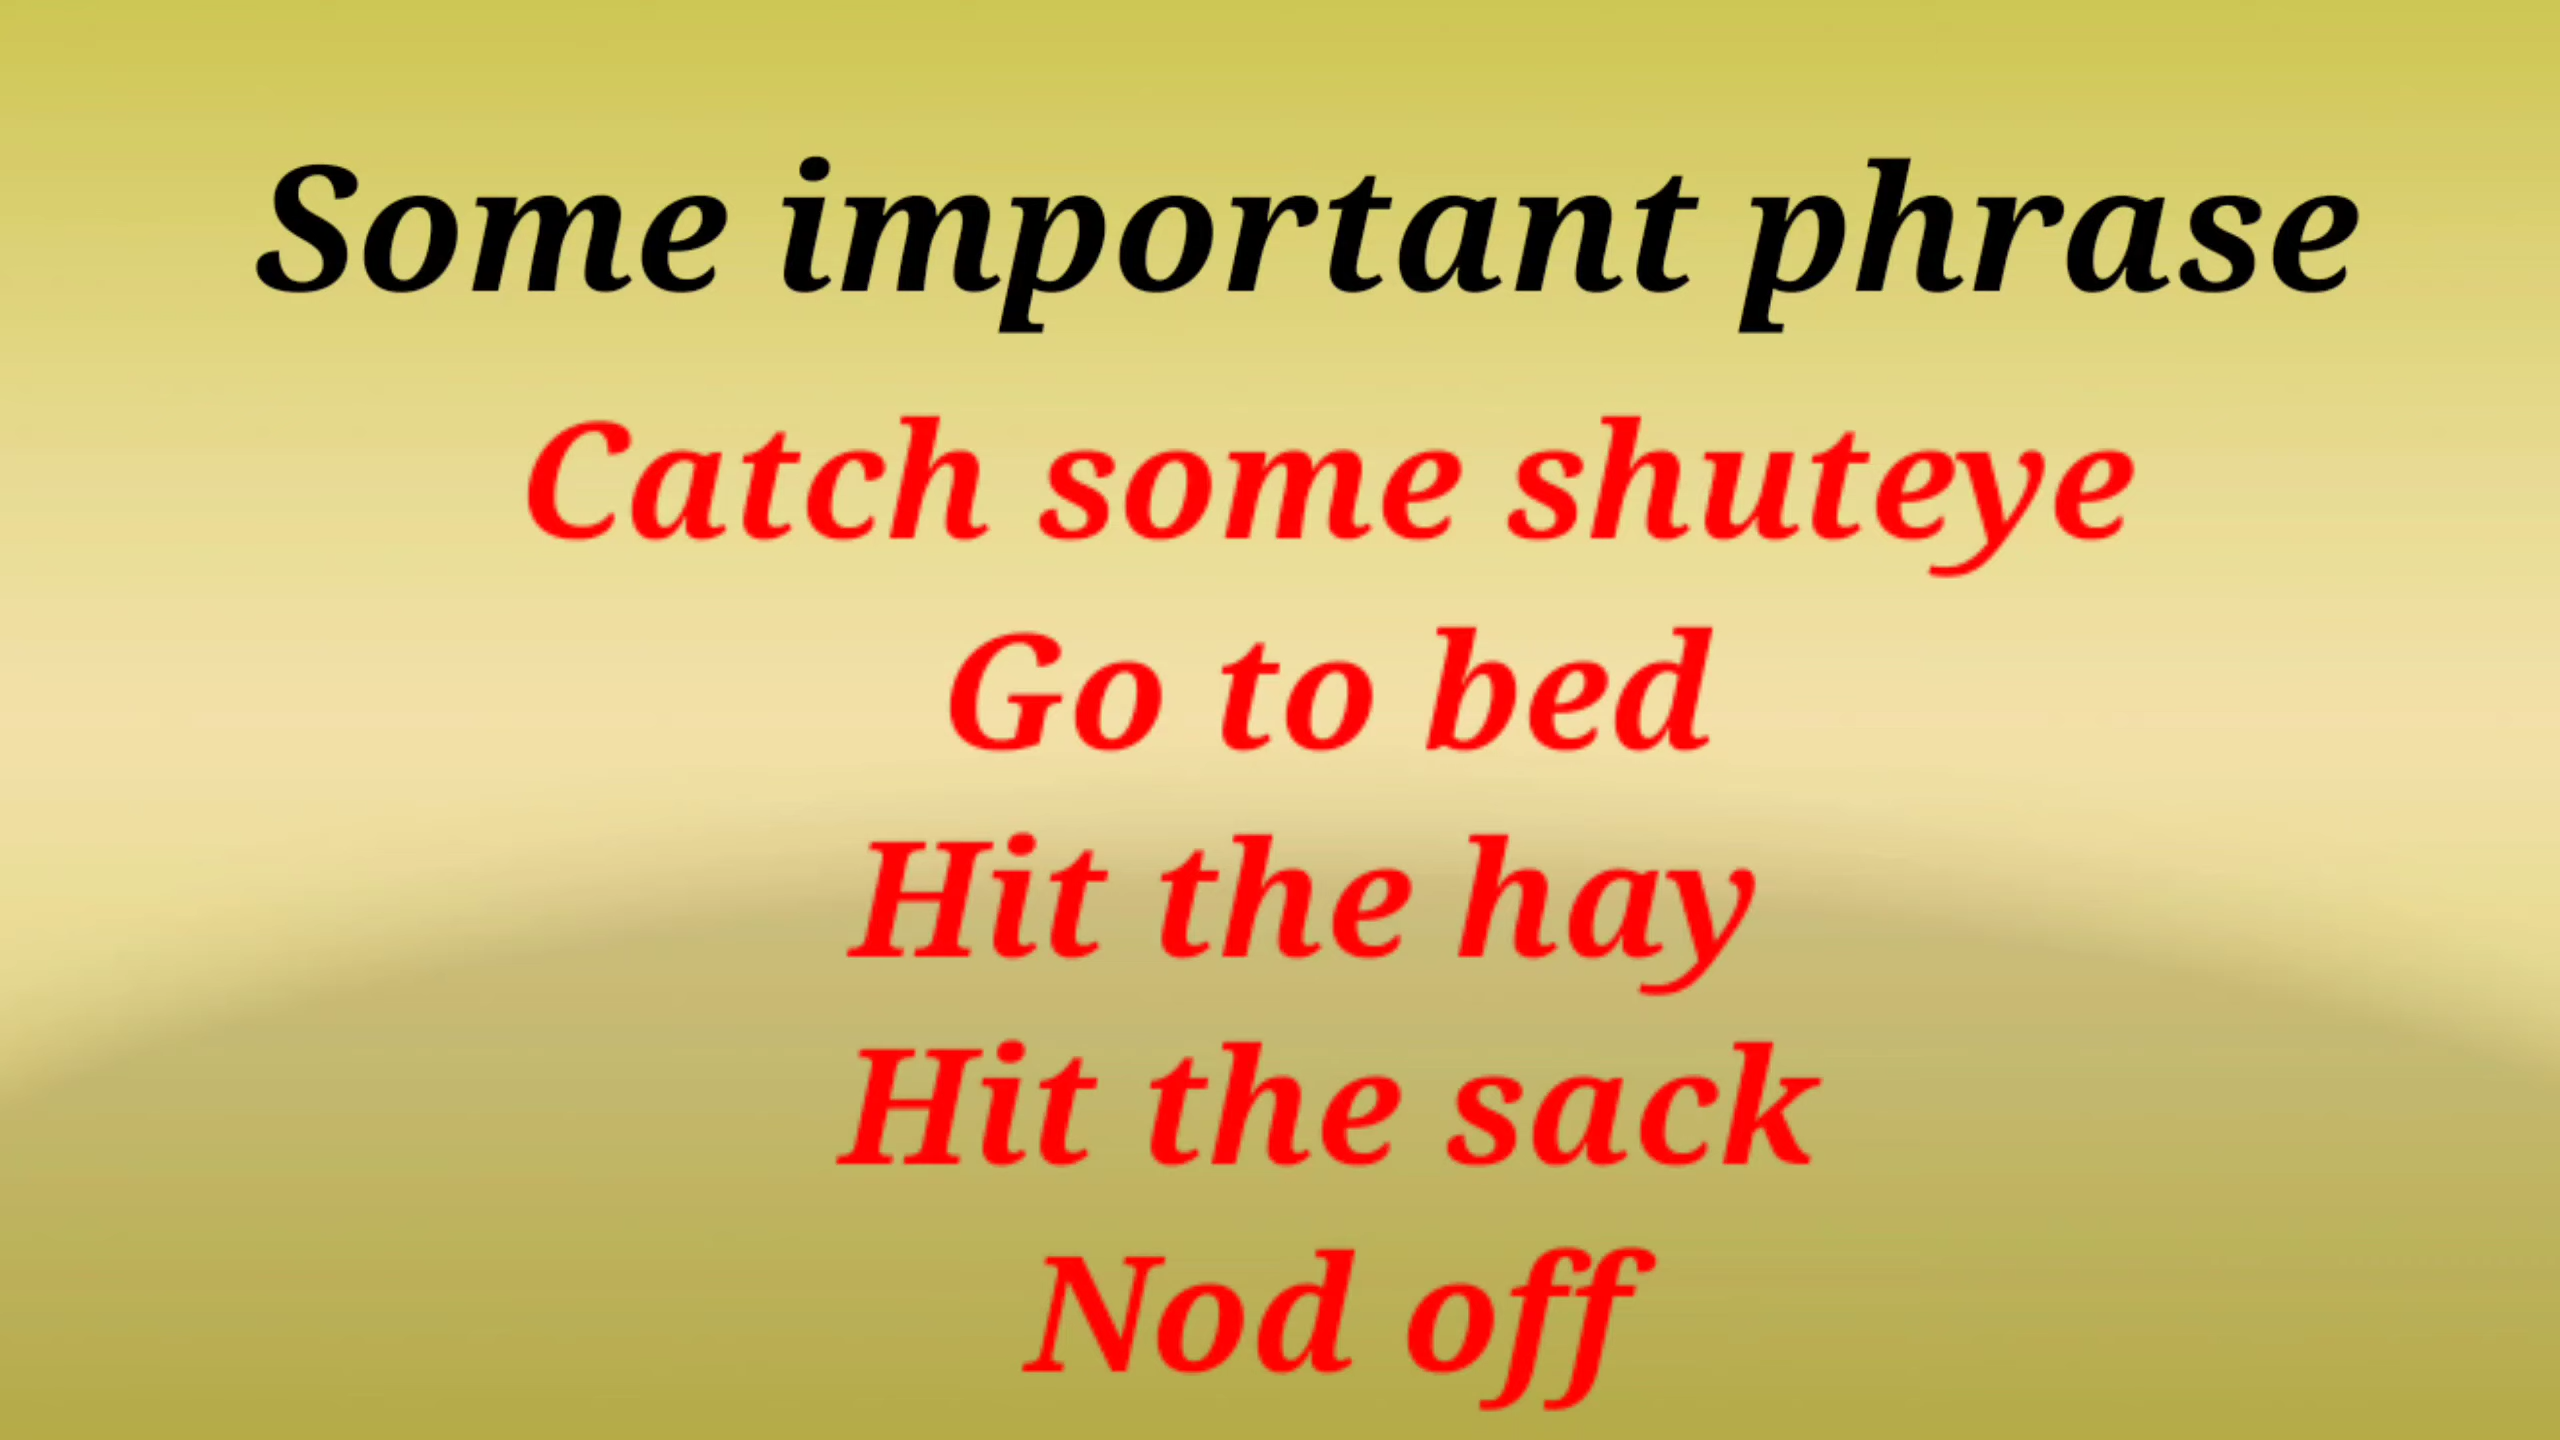 Some important phrase
Catch some shuteye
Go to bed
Hit the hay
Hit the sack
Nod off